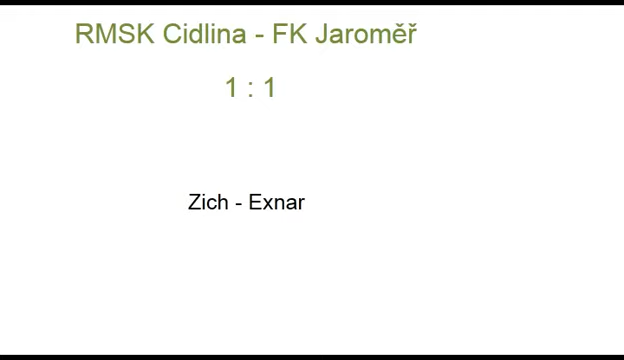 RMSK Cidlina - FK Jaroměř
1 : 1
Zich - Exnar